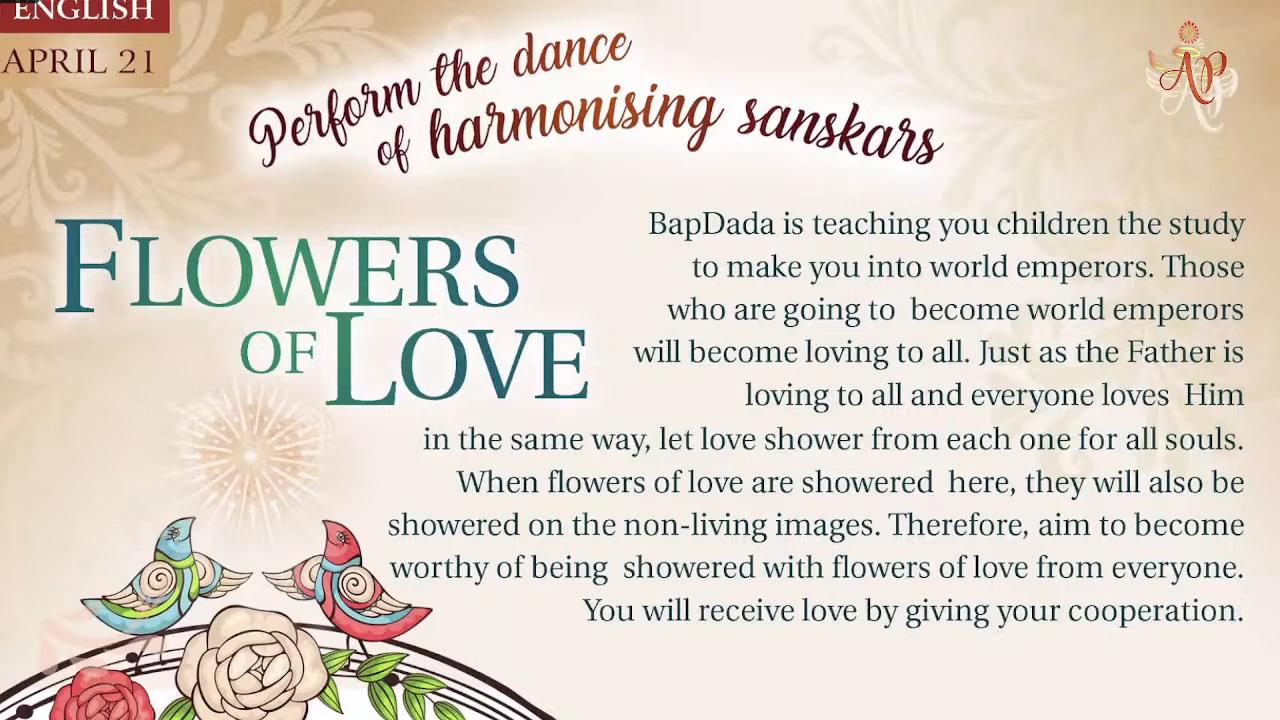 ENGLISH
APRIL 21
Perform the dance
of harmonising sanskars
AP
FLOWERS
OF LOVE
BapDada is teaching you children the study
to make you into world emperors. Those
who are going to become world emperors
will become loving to all. Just as the Father is
loving to all and everyone loves Him
in the same way, let love shower from each one for all souls.
When flowers of love are showered here, they will also be
showered on the non-living images. Therefore, aim to become
worthy of being showered with flowers of love from everyone.
You will receive love by giving your cooperation.